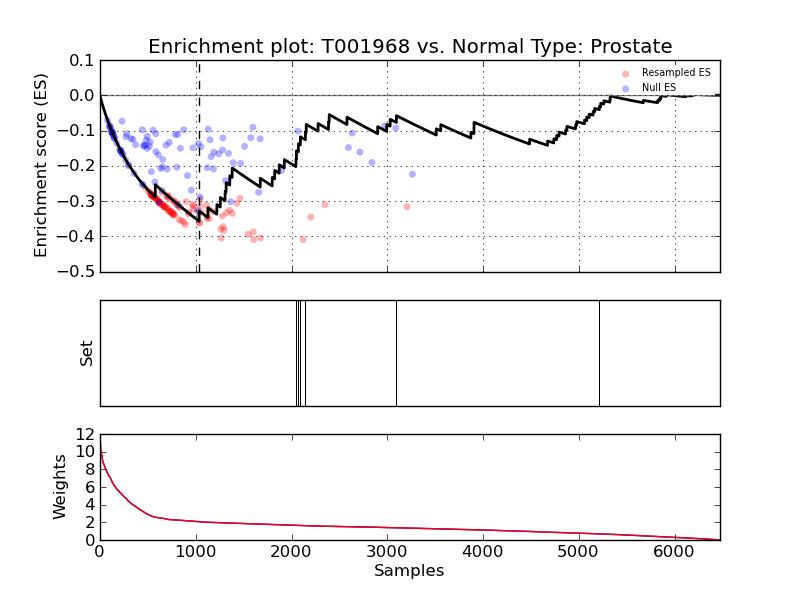 Enrichment plot: T001968 vs. Normal Type: Prostate
Enrichment score (ES)
0.1
0.0
−0.1
−0.2
−0.3
−0.4
−0.5
Resampled ES
Null ES
Set
Weights
12
10
8
6
4
2
0
0 1000 2000 3000 4000 5000 6000
Samples